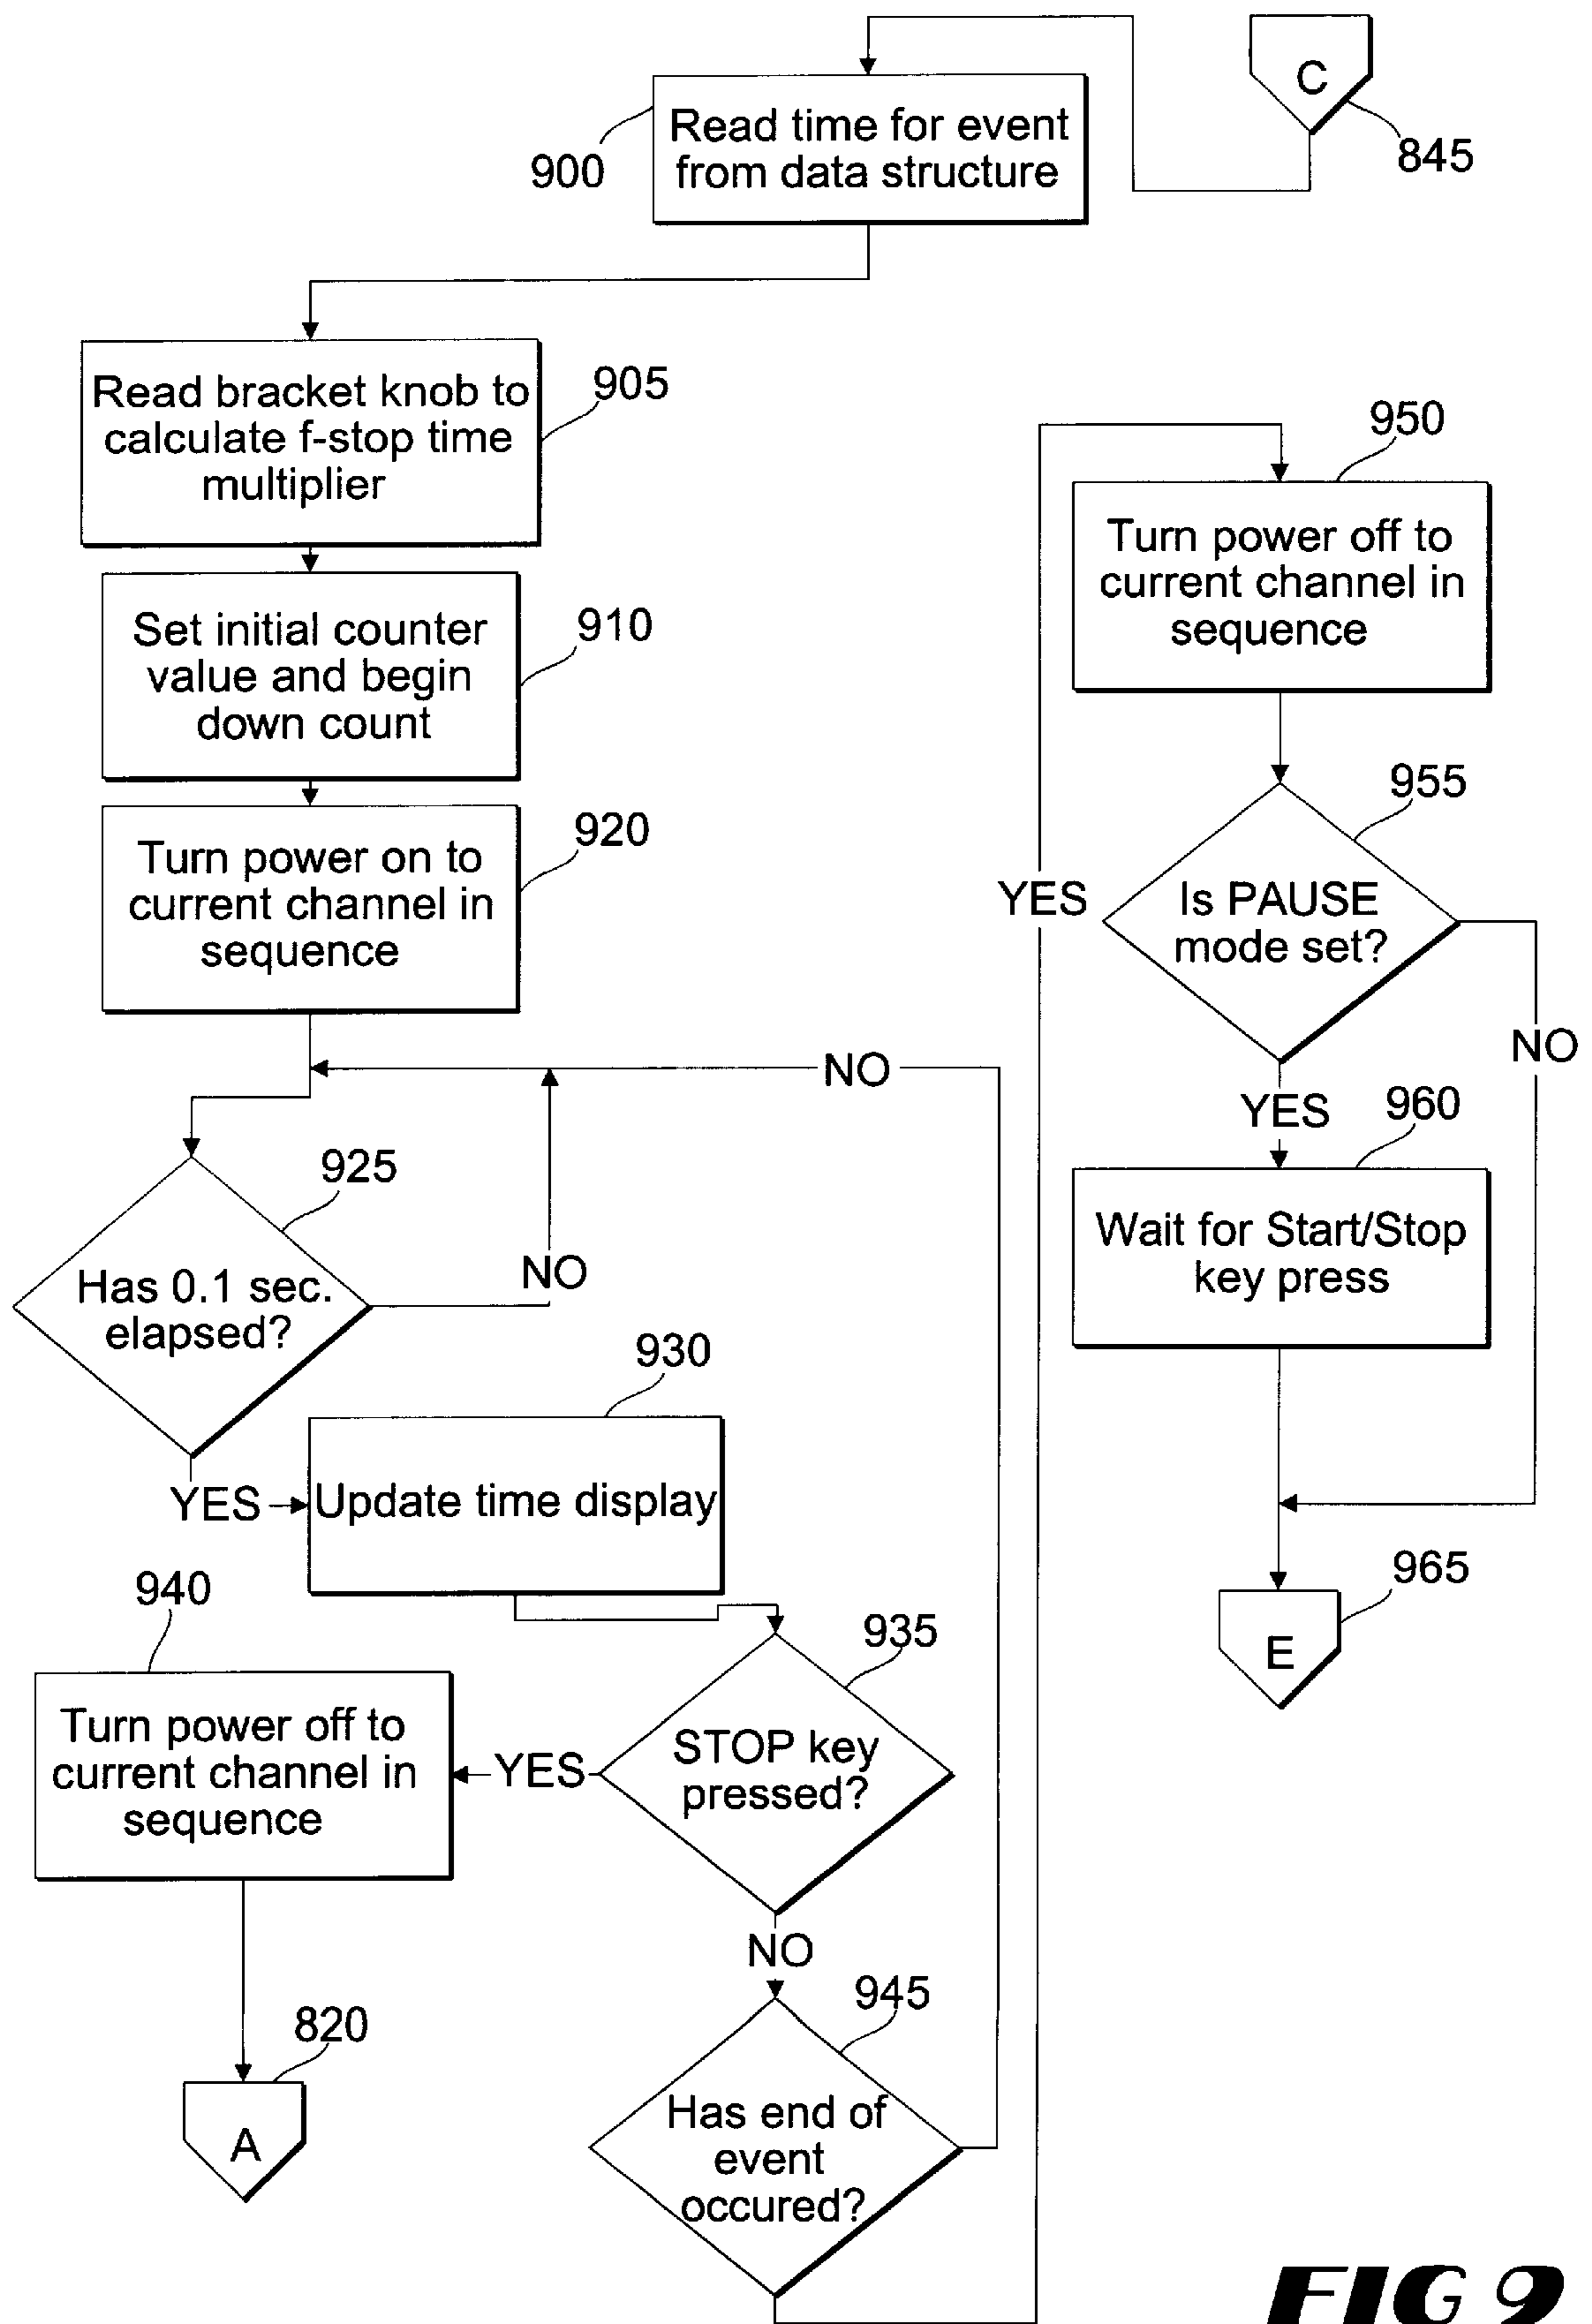 C
845
Read time for event
from data structure
900
Read bracket knob to
calculate f-stop time
multiplier
905
Set initial counter
value and begin
down count
910
Turn power on to
current channel in
sequence
920
NO
Has 0.1 sec.
elapsed?
925
NO
YES
Update time display
930
STOP key
pressed?
935
YES
Turn power off to
current channel in
sequence
940
A
820
NO
Has end of
event
occured?
945
YES
Turn power off to
current channel in
sequence
950
Is PAUSE
mode set?
955
NO
YES
Wait for Start/Stop
key press
960
E
965
FIG 9